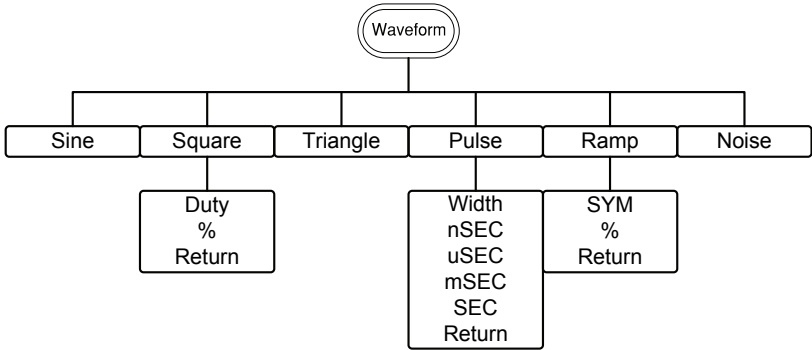 Waveform
Sine Square Triangle Pulse Ramp Noise
Duty
%
Return
Width
nSEC
uSEC
mSEC
SEC
Return
SYM
%
Return